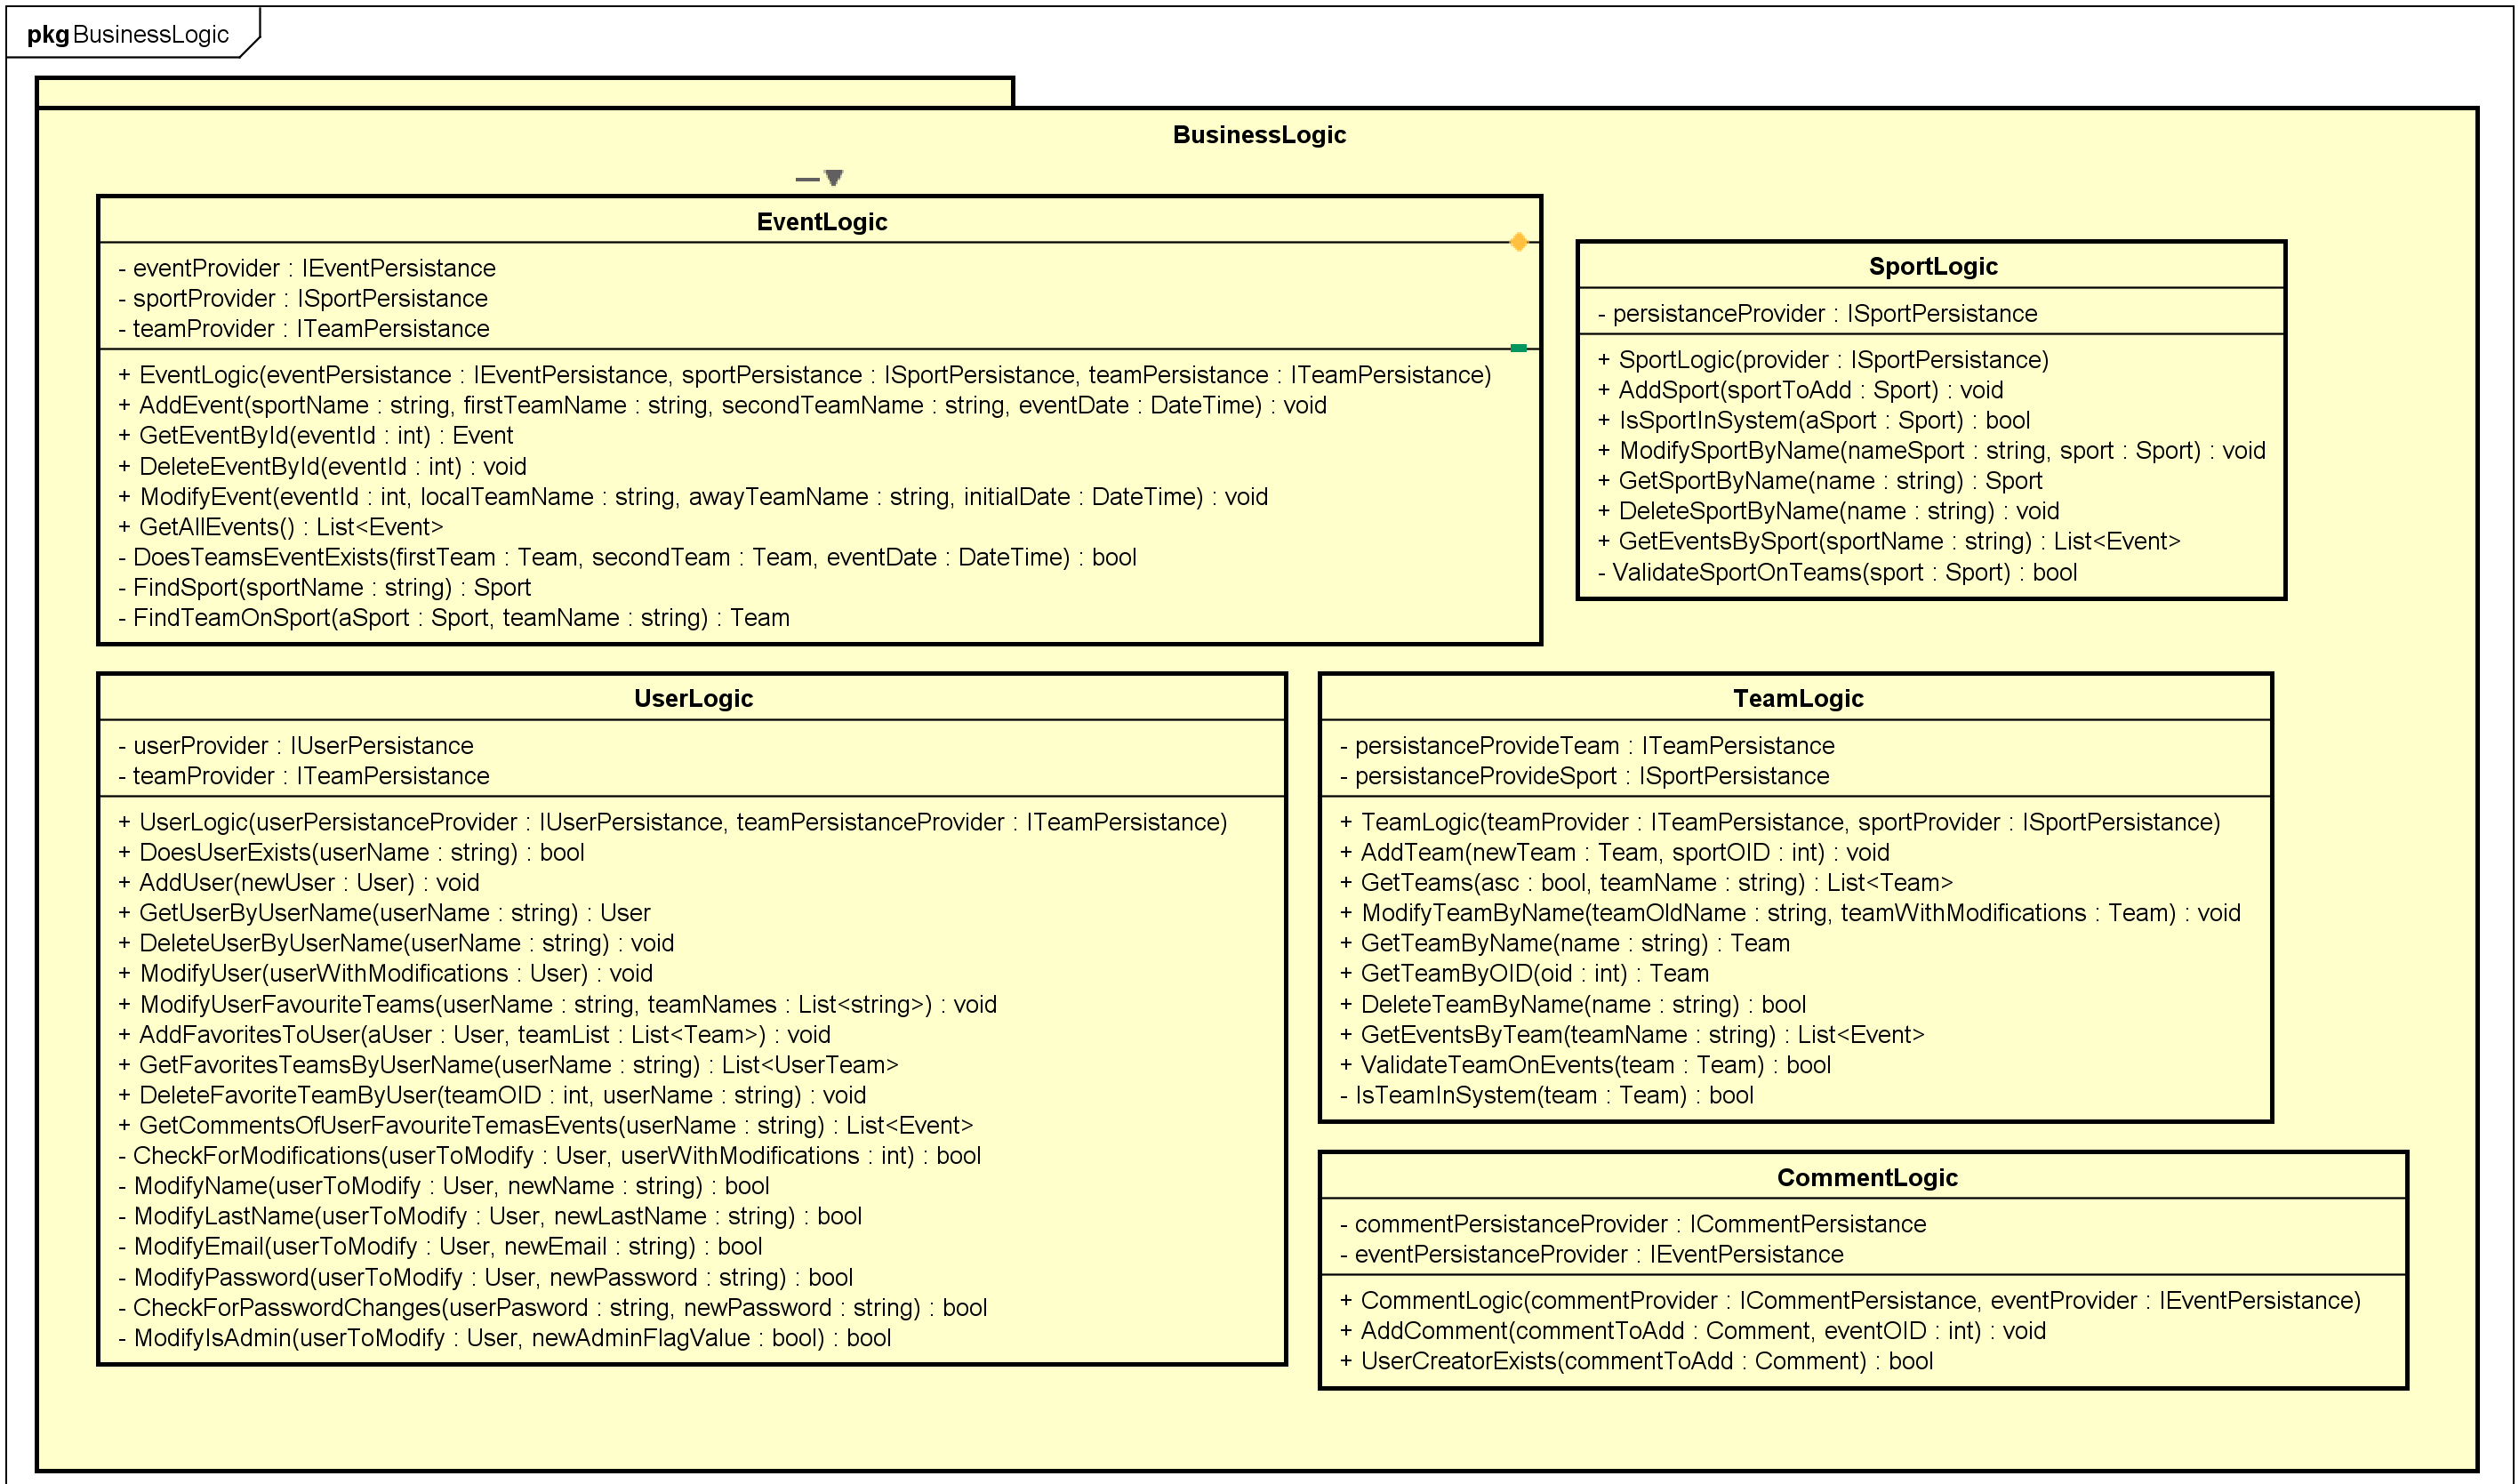 pkg BusinessLogic
BusinessLogic
EventLogic
- eventProvider : IEventPersistance
- sportProvider : ISportPersistance
- teamProvider : ITeamPersistance
+ EventLogic(eventPersistance : IEventPersistance, sportPersistance : ISportPersistance, teamPersistance : ITeamPersistance)
+ AddEvent(sportName : string, firstTeamName : string, secondTeamName : string, eventDate : DateTime) : void
+ GetEventById(eventId : int) : Event
+ DeleteEventById(eventId : int) : void
+ ModifyEvent(eventId : int, localTeamName : string, awayTeamName : string, initialDate : DateTime) : void
+ GetAllEvents() : List<Event>
- DoesTeamsEventExists(firstTeam : Team, secondTeam : Team, eventDate : DateTime) : bool
- FindSport(sportName : string) : Sport
- FindTeamOnSport(aSport : Sport, teamName : string) : Team
SportLogic
- persistanceProvider : ISportPersistance
+ SportLogic(provider : ISportPersistance)
+ AddSport(sportToAdd : Sport) : void
+ IsSportInSystem(aSport : Sport) : bool
+ ModifySportByName(nameSport : string, sport : Sport) : void
+ GetSportByName(name : string) : Sport
+ DeleteSportByName(name : string) : void
+ GetEventsBySport(sportName : string) : List<Event>
- ValidateSportOnTeams(sport : Sport) : bool
UserLogic
- userProvider : IUserPersistance
- teamProvider : ITeamPersistance
+ UserLogic(userPersistanceProvider : IUserPersistance, teamPersistanceProvider : ITeamPersistance)
+ DoesUserExists(userName : string) : bool
+ AddUser(newUser : User) : void
+ GetUserByUserName(userName : string) : User
+ DeleteUserByUserName(userName : string) : void
+ ModifyUser(userWithModifications : User) : void
+ ModifyUserFavouriteTeams(userName : string, teamNames : List<string>) : void
+ AddFavoritesToUser(aUser : User, teamList : List<Team>) : void
+ GetFavoritesTeamsByUserName(userName : string) : List<UserTeam>
+ DeleteFavoriteTeamByUser(teamOID : int, userName : string) : void
+ GetCommentsOfUserFavouriteTemasEvents(userName : string) : List<Event>
- CheckForModifications(userToModify : User, userWithModifications : int) : bool
- ModifyName(userToModify : User, newName : string) : bool
- ModifyLastName(userToModify : User, newLastName : string) : bool
- ModifyEmail(userToModify : User, newEmail : string) : bool
- ModifyPassword(userToModify : User, newPassword : string) : bool
- CheckForPasswordChanges(userPasword : string, newPassword : string) : bool
- ModifyIsAdmin(userToModify : User, newAdminFlagValue : bool) : bool
TeamLogic
- persistanceProvideTeam : ITeamPersistance
- persistanceProvideSport : ISportPersistance
+ TeamLogic(teamProvider : ITeamPersistance, sportProvider : ISportPersistance)
+ AddTeam(newTeam : Team, sportOID : int) : void
+ GetTeams(asc : bool, teamName : string) : List<Team>
+ ModifyTeamByName(teamOldName : string, teamWithModifications : Team) : void
+ GetTeamByName(name : string) : Team
+ GetTeamByOID(oid : int) : Team
+ DeleteTeamByName(name : string) : bool
+ GetEventsByTeam(teamName : string) : List<Event>
+ ValidateTeamOnEvents(team : Team) : bool
- IsTeamInSystem(team : Team) : bool
CommentLogic
- commentPersistanceProvider : ICommentPersistance
- eventPersistanceProvider : IEventPersistance
+ CommentLogic(commentProvider : ICommentPersistance, eventProvider : IEventPersistance)
+ AddComment(commentToAdd : Comment, eventOID : int) : void
+ UserCreatorExists(commentToAdd : Comment) : bool